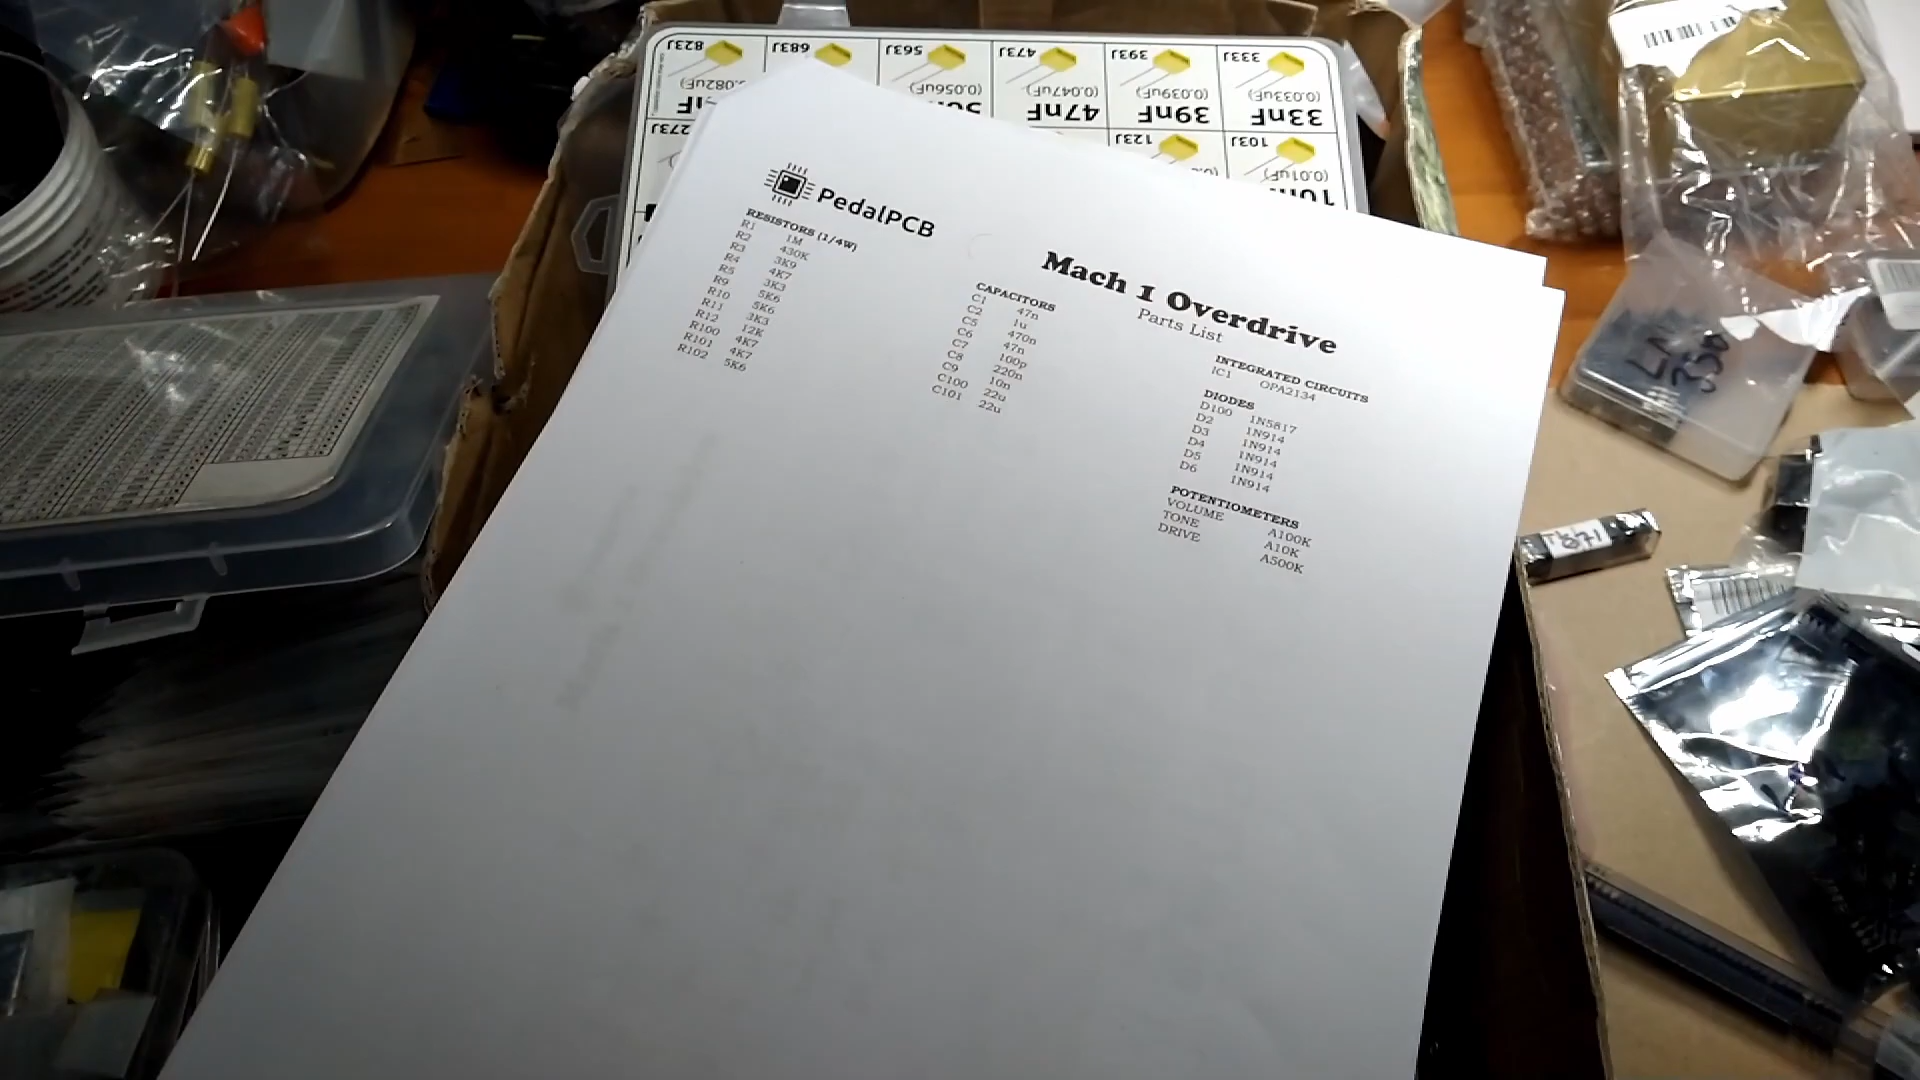 PedalPCB
Mach 1 Overdrive
Parts List
RESISTORS (1/4W)
R1 1M
R2 430K
R3 3K9
R4 4K7
R5 3K3
R9 5K6
R10 5K6
R11 3K3
R12 12K
R100 4K7
R101 4K7
R102 5K6
CAPACITORS
C1 47n
C2 1u
C5 470n
C6 47n
C7 100p
C8 220n
C9 10n
C100 22u
C101 22u
INTEGRATED CIRCUITS
IC1 OPA2134
DIODES
D100 1N5817
D2 1N914
D3 1N914
D4 1N914
D5 1N914
D6 1N914
POTENTIOMETERS
VOLUME A100K
TONE A10K
DRIVE A500K
333J
(0.033uF)
33nF
393J
(0.039uF)
39nF
473J
(0.047uF)
47nF
563J
(0.056uF)
683J
823J
103J
(0.01uF)
123J
273J